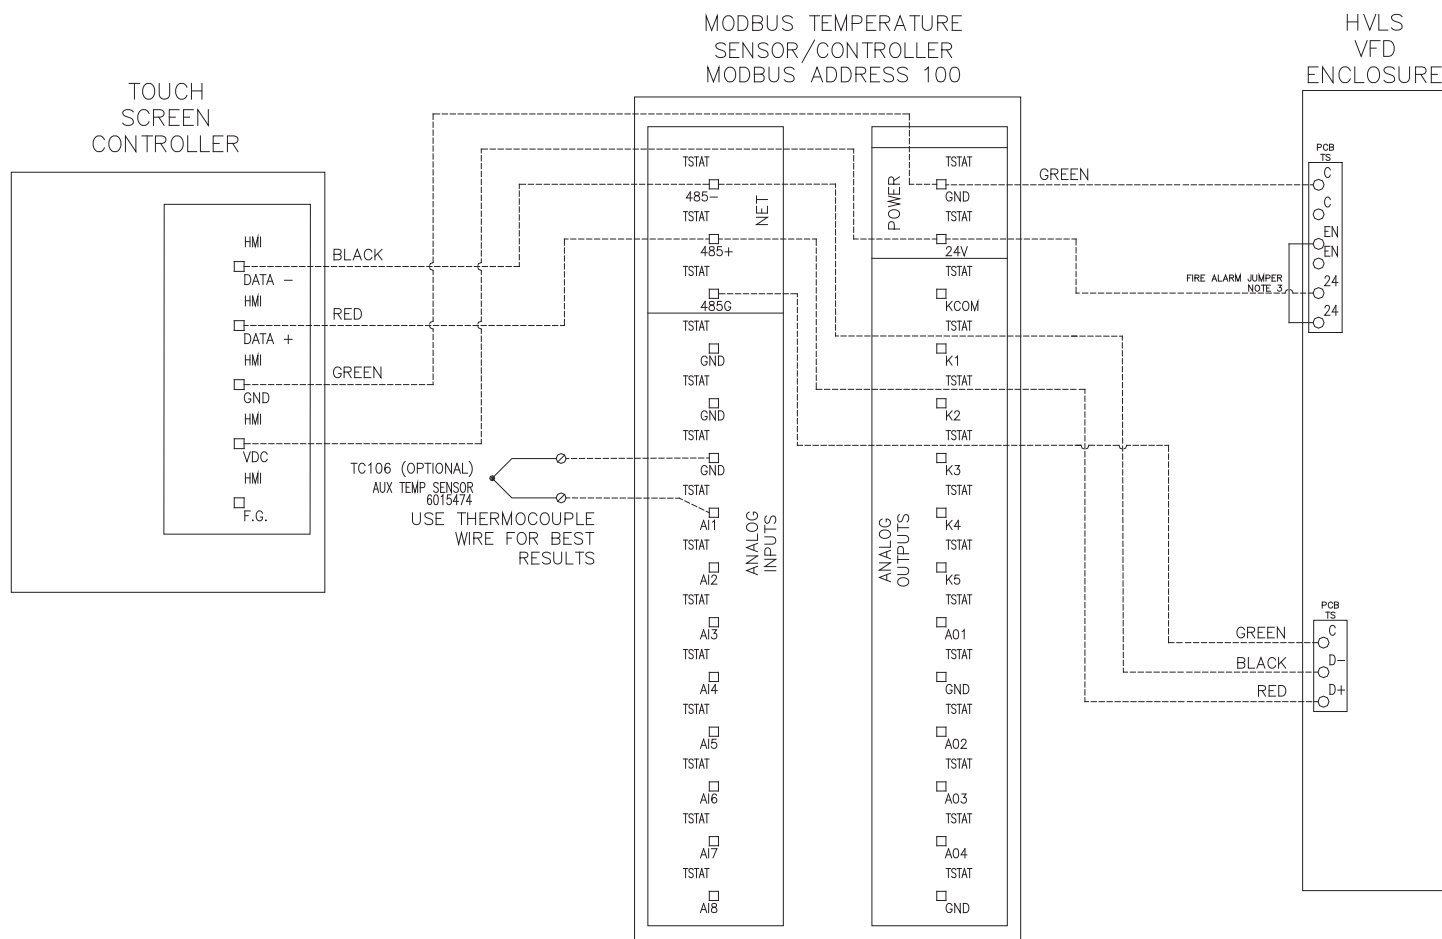 MODBUS TEMPERATURE
SENSOR/CONTROLLER
MODBUS ADDRESS 100
HVLS
VFD
ENCLOSURE
TOUCH
SCREEN
CONTROLLER
HMI
DATA -
HMI
DATA +
HMI
GND
HMI
VDC
HMI
F.G.
BLACK
RED
GREEN
TC106 (OPTIONAL)
AUX TEMP SENSOR
6015474
USE THERMOCOUPLE
WIRE FOR BEST
RESULTS
TSTAT
485-
TSTAT
485+
TSTAT
485G
NET
TSTAT
GND
TSTAT
GND
TSTAT
GND
TSTAT
AI1
TSTAT
AI2
TSTAT
AI3
TSTAT
AI4
TSTAT
AI5
TSTAT
AI6
TSTAT
AI7
TSTAT
AI8
ANALOG
INPUTS
POWER
TSTAT
GND
TSTAT
24V
TSTAT
KCOM
TSTAT
K1
TSTAT
K2
TSTAT
K3
TSTAT
K4
TSTAT
K5
TSTAT
AO1
TSTAT
GND
TSTAT
AO2
TSTAT
AO3
TSTAT
AO4
TSTAT
GND
ANALOG
OUTPUTS
GREEN
FIRE ALARM JUMPER
NOTE 3
PCB
TS
C
C
EN
EN
24
24
GREEN
BLACK
RED
PCB
TS
C
D-
D+